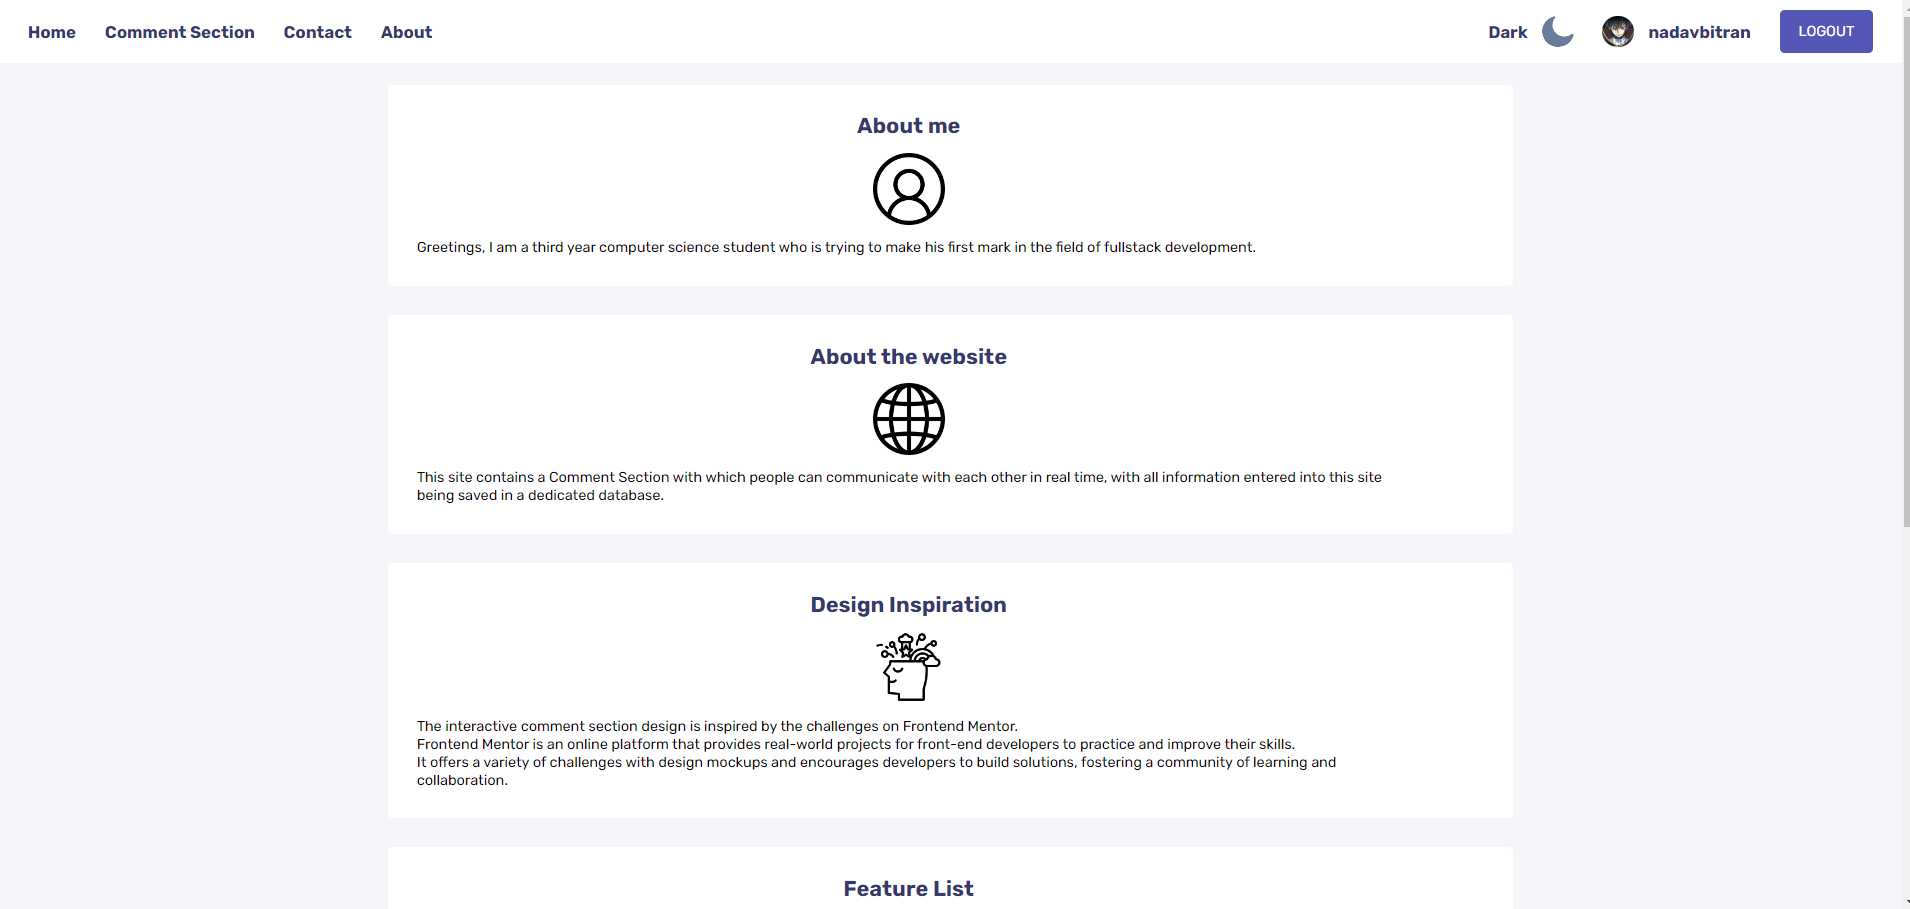 Home Comment Section Contact About Dark nadavbitran LOGOUT
About me
Greetings, I am a third year computer science student who is trying to make his first mark in the field of fullstack development.
About the website
This site contains a Comment Section with which people can communicate with each other in real time, with all information entered into this site
being saved in a dedicated database.
Design Inspiration
The interactive comment section design is inspired by the challenges on Frontend Mentor.
Frontend Mentor is an online platform that provides real-world projects for front-end developers to practice and improve their skills.
It offers a variety of challenges with design mockups and encourages developers to build solutions, fostering a community of learning and
collaboration.
Feature List